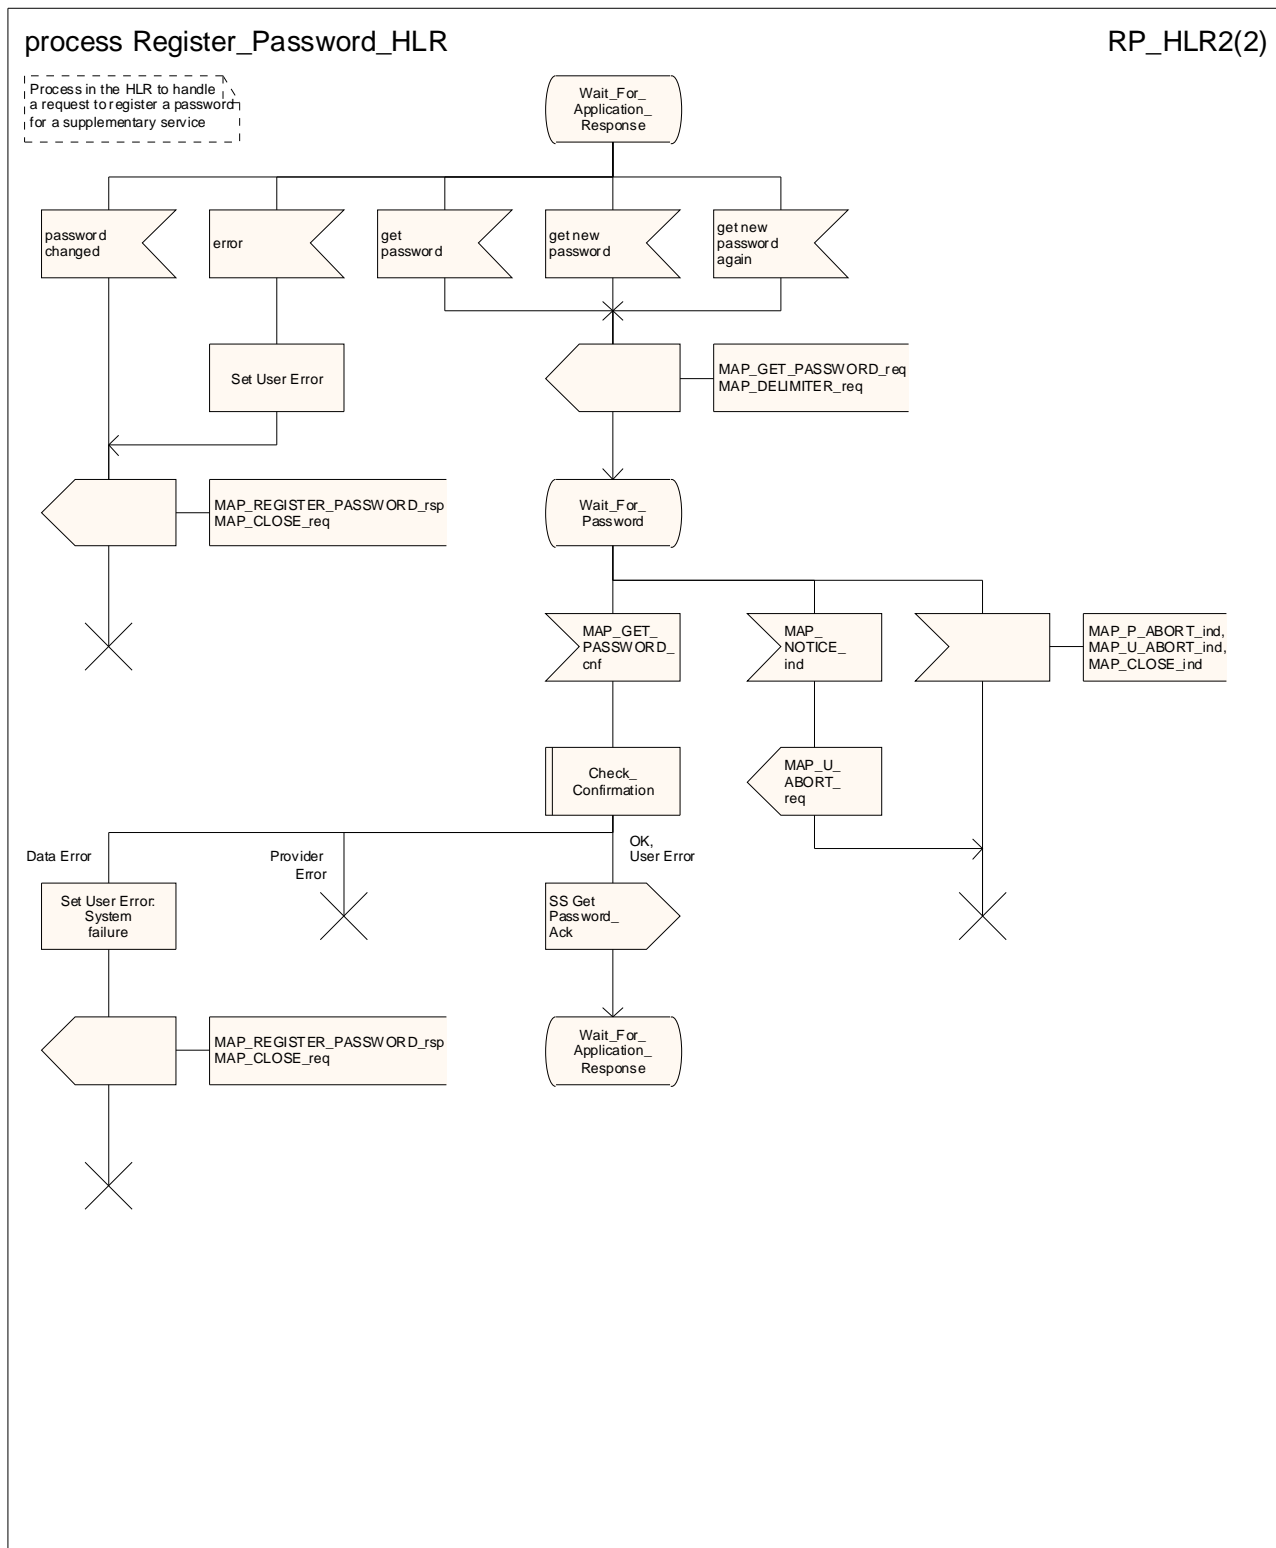 process Register_Password_HLR
RP_HLR2(2)
Process in the HLR to handle
a request to register a password
for a supplementary service
Wait_For_
Application_
Response
password
changed
error
get
password
get new
password
get new
password
again
Set User Error
MAP_GET_PASSWORD_req
MAP_DELIMITER_req
MAP_REGISTER_PASSWORD_rsp
MAP_CLOSE_req
Wait_For_
Password
MAP_GET_
PASSWORD_
cnf
MAP_
NOTICE_
ind
MAP_P_ABORT_ind,
MAP_U_ABORT_ind,
MAP_CLOSE_ind
Check_
Confirmation
MAP_U_
ABORT_
req
Data Error
Provider
Error
OK,
User Error
Set User Error:
System
failure
SS Get
Password_
Ack
MAP_REGISTER_PASSWORD_rsp
MAP_CLOSE_req
Wait_For_
Application_
Response